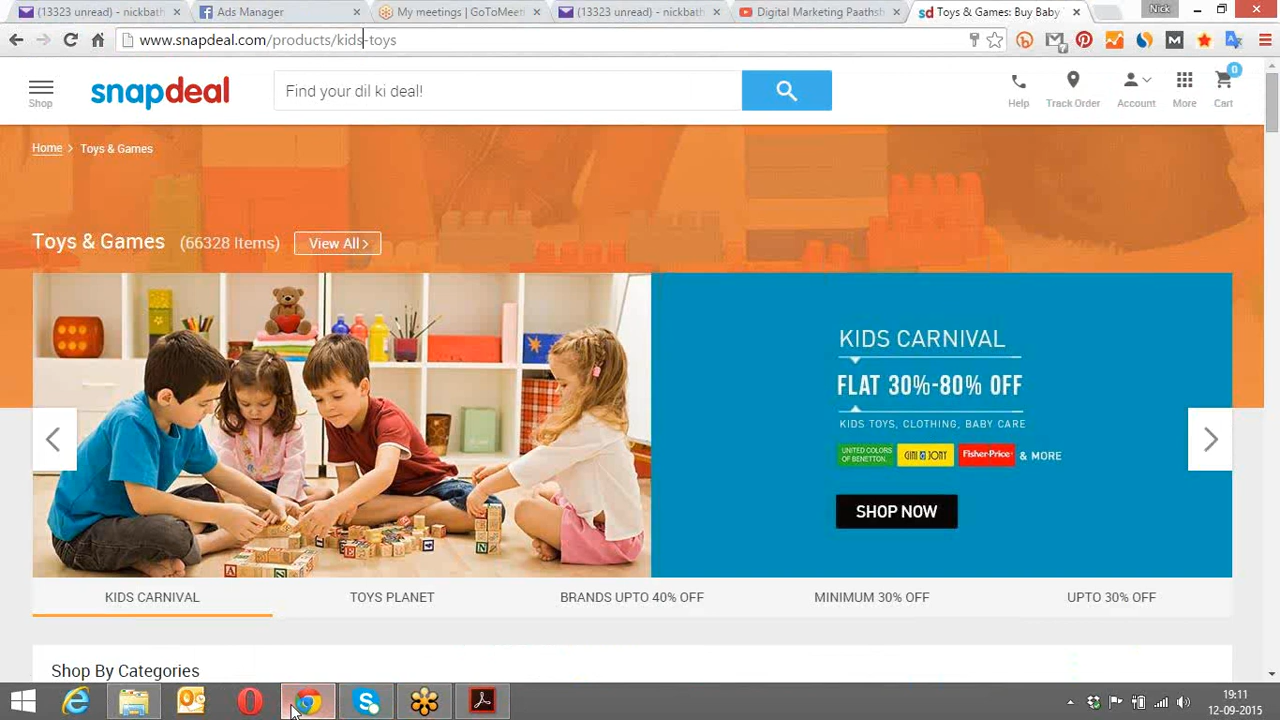 (13323 unread) - nickbath
Ads Manager
My meetings | GoToMeet
(13323 unread) - nickbath
Digital Marketing Paathsh
sd Toys & Games: Buy Baby
Nick
www.snapdeal.com/products/kids-toys
Shop
snapdeal
Find your dil ki deal!
Help
Track Order
Account
More
0
Cart
Home > Toys & Games
Toys & Games (66328 Items) View All >
KIDS CARNIVAL
FLAT 30%-80% OFF
KIDS TOYS, CLOTHING, BABY CARE
UNITED COLORS OF BENETTON. GINI & JONY Fisher-Price & MORE
SHOP NOW
KIDS CARNIVAL
TOYS PLANET
BRANDS UPTO 40% OFF
MINIMUM 30% OFF
UPTO 30% OFF
Shop By Categories
19:11
12-09-2015